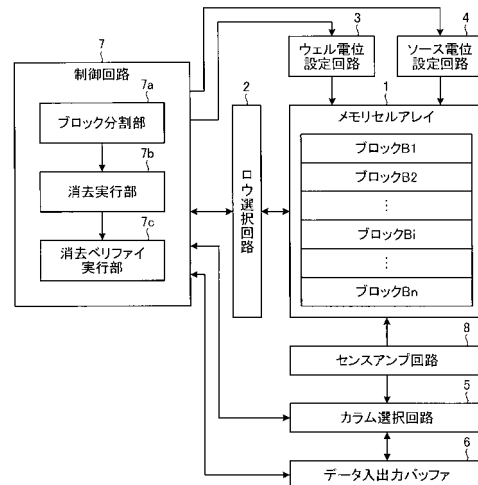 3
4
ウェル電位
設定回路
ソース電位
設定回路
7
制御回路
7a
ブロック分割部
7b
消去実行部
7c
消去ベリファイ
実行部
2
ロウ選択回路
1
メモリセルアレイ
ブロックB1
ブロックB2
⋮
ブロックBi
⋮
ブロックBn
8
センスアンプ回路
5
カラム選択回路
6
データ入出力バッファ